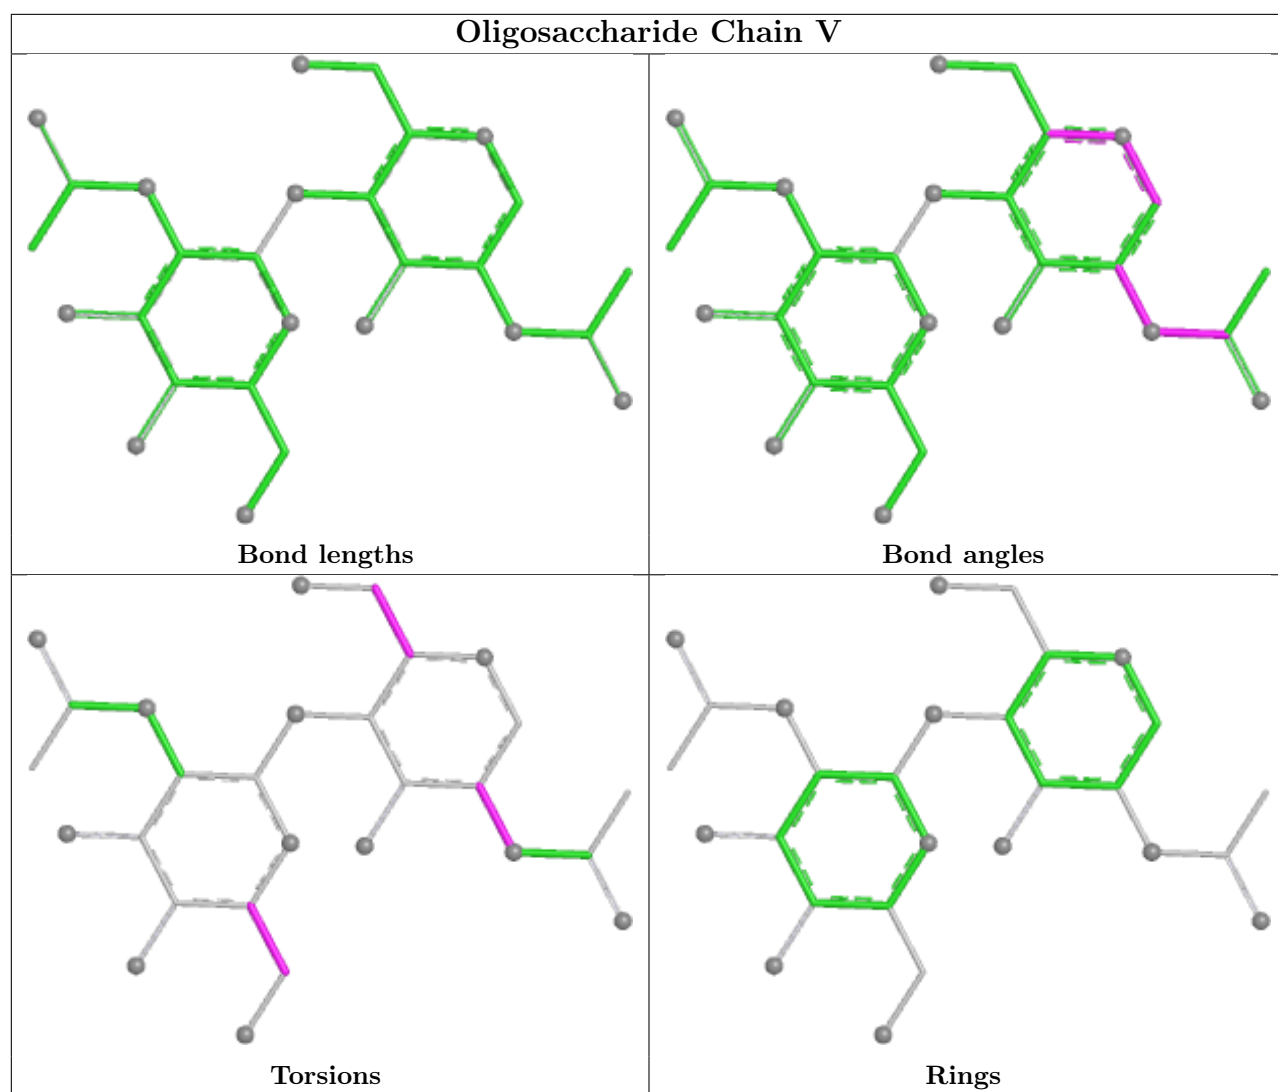 Oligosaccharide Chain V
Bond lengths
Bond angles
Torsions
Rings